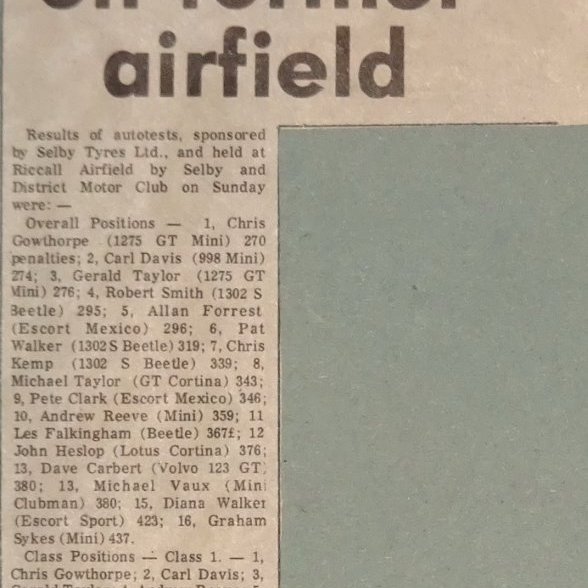 on former
airfield
Results of autotests, sponsored
by Selby Tyres Ltd., and held at
Riccall Airfield by Selby and
District Motor Club on Sunday
were: —
Overall Positions — 1, Chris
Gowthorpe (1275 GT Mini) 270
penalties; 2, Carl Davis (998 Mini)
274; 3, Gerald Taylor (1275 GT
Mini) 276; 4, Robert Smith (1302 S
Beetle) 295; 5, Allan Forrest
(Escort Mexico) 296; 6, Pat
Walker (1302 S Beetle) 319; 7, Chris
Kemp (1302 S Beetle) 339; 8,
Michael Taylor (GT Cortina) 343;
9, Pete Clark (Escort Mexico) 346;
10, Andrew Reeve (Mini) 359; 11
Les Falkingham (Beetle) 367£; 12
John Heslop (Lotus Cortina) 376;
13, Dave Carbert (Volvo 123 GT)
380; 13, Michael Vaux (Mini
Clubman) 380; 15, Diana Walker
(Escort Sport) 423; 16, Graham
Sykes (Mini) 437.
Class Positions — Class 1. — 1,
Chris Gowthorpe; 2, Carl Davis; 3,